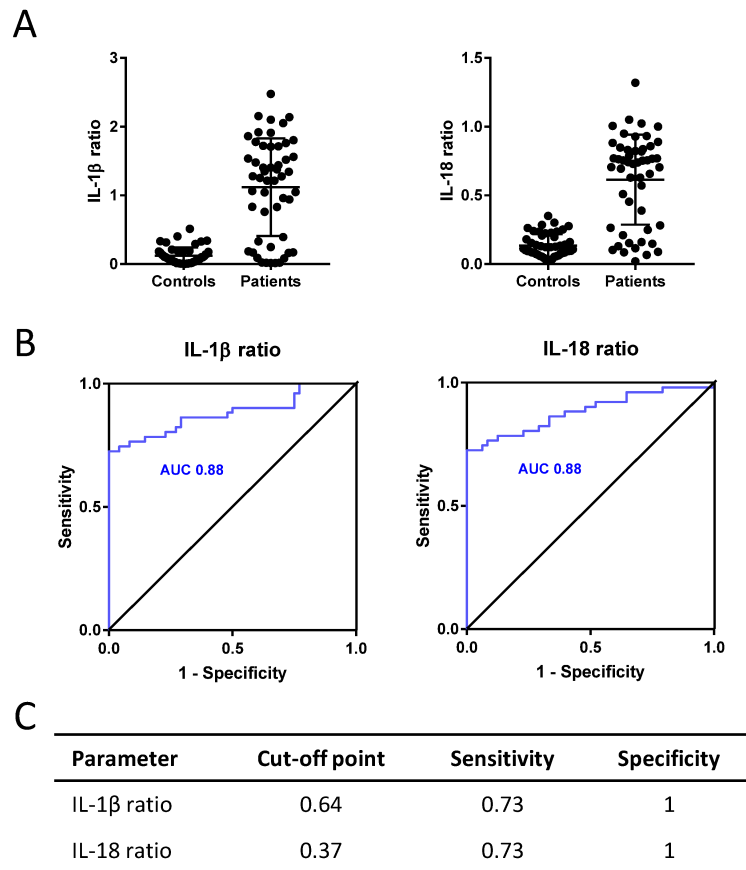 A
IL-1β ratio
3
2
1
0
Controls
Patients
IL-18 ratio
1.5
1.0
0.5
0.0
Controls
Patients
B
IL-1β ratio
Sensitivity
1.0
0.5
0.0
AUC 0.88
0.0 0.5 1.0
1 - Specificity
IL-18 ratio
Sensitivity
1.0
0.5
0.0
AUC 0.88
0.0 0.5 1.0
1 - Specificity
C
Parameter Cut-off point Sensitivity Specificity
IL-1β ratio 0.64 0.73 1
IL-18 ratio 0.37 0.73 1